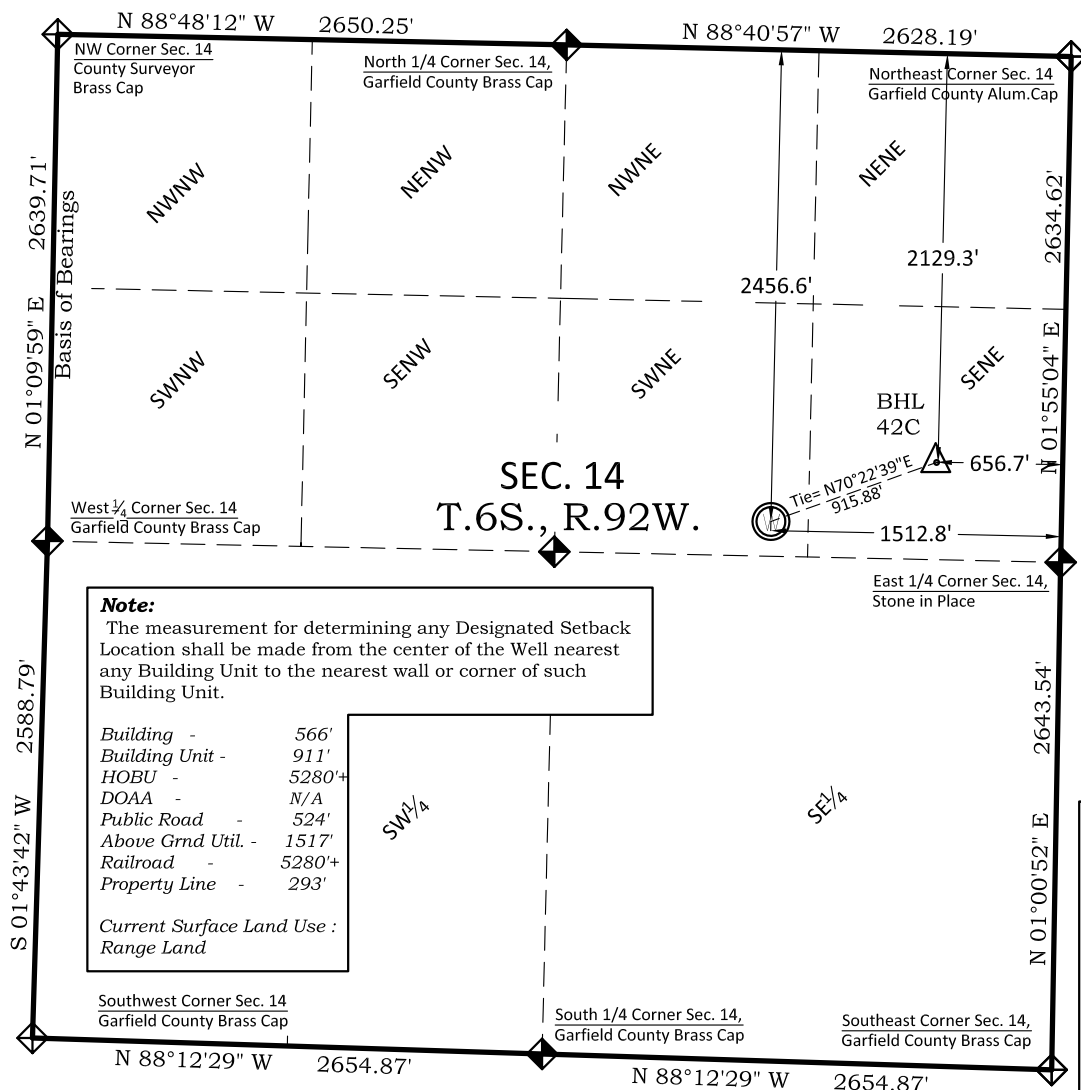 N 88°48'12" W 2650.25'
N 88°40'57" W 2628.19'
NW Corner Sec. 14
County Surveyor
Brass Cap
North 1/4 Corner Sec. 14,
Garfield County Brass Cap
Northeast Corner Sec. 14
Garfield County Alum.Cap
N 01°09'59" E 2639.71'
Basis of Bearings
NWNW
NENW
NWNE
NENE
2634.62'
N 01°55'04" E
2129.3'
2456.6'
SWNW
SENW
SWNE
SENE
BHL
42C
656.7'
Tie= N70°22'39"E
915.88'
1512.8'
SEC. 14
T.6S., R.92W.
West 1/4 Corner Sec. 14
Garfield County Brass Cap
East 1/4 Corner Sec. 14,
Stone in Place
Note:
The measurement for determining any Designated Setback
Location shall be made from the center of the Well nearest
any Building Unit to the nearest wall or corner of such
Building Unit.
Building - 566'
Building Unit - 911'
HOBU - 5280'+
DOAA - N/A
Public Road - 524'
Above Grnd Util. - 1517'
Railroad - 5280'+
Property Line - 293'
Current Surface Land Use :
Range Land
S 01°43'42" W 2588.79'
SW1/4
SE1/4
N 01°00'52" E 2643.54'
Southwest Corner Sec. 14
Garfield County Brass Cap
South 1/4 Corner Sec. 14,
Garfield County Brass Cap
Southeast Corner Sec. 14,
Garfield County Brass Cap
N 88°12'29" W 2654.87'
N 88°12'29" W 2654.87'